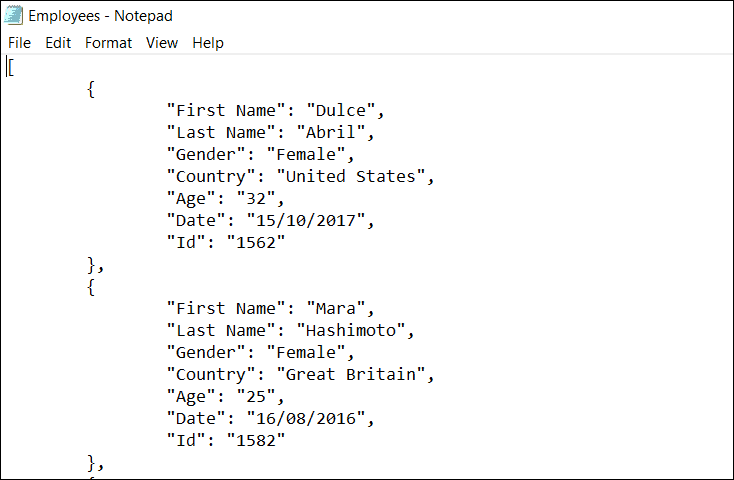 Employees - Notepad
File Edit Format View Help
[
{
"First Name": "Dulce",
"Last Name": "Abril",
"Gender": "Female",
"Country": "United States",
"Age": "32",
"Date": "15/10/2017",
"Id": "1562"
},
{
"First Name": "Mara",
"Last Name": "Hashimoto",
"Gender": "Female",
"Country": "Great Britain",
"Age": "25",
"Date": "16/08/2016",
"Id": "1582"
},